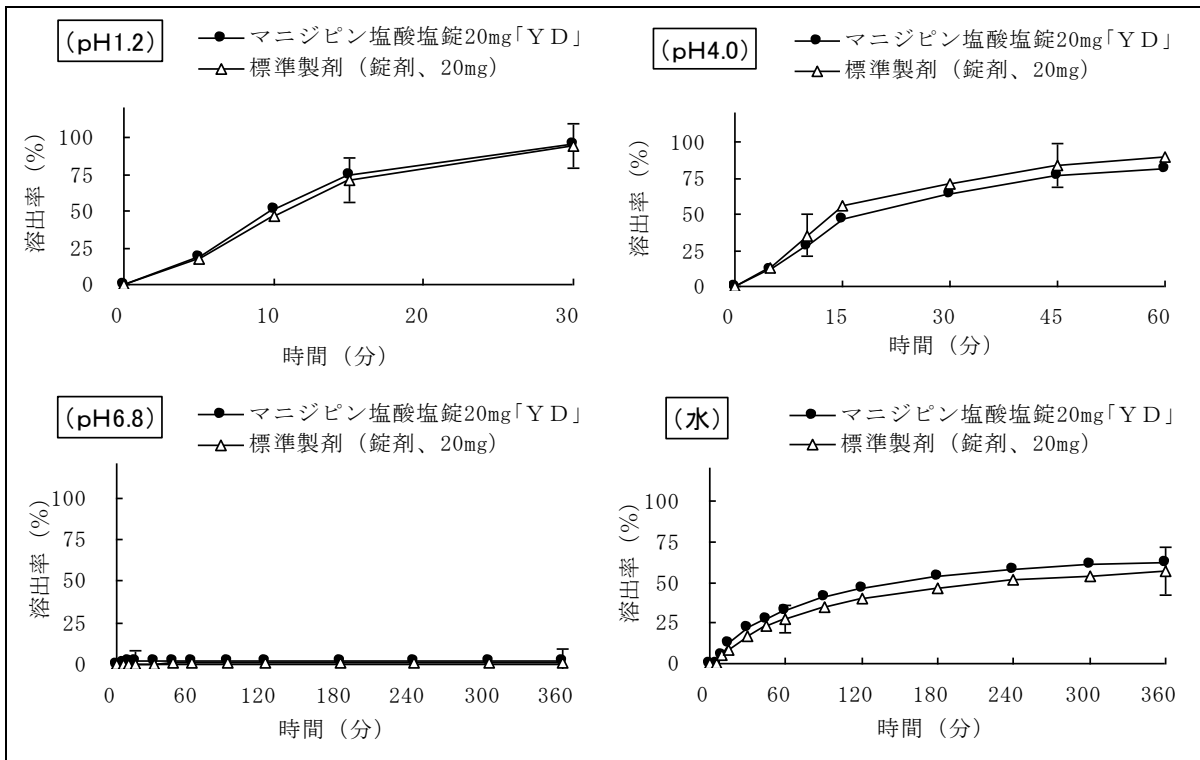 (pH1.2)
マニジピン塩酸塩錠20mg「ＹＤ」
標準製剤（錠剤、20mg）
溶出率（%）
100
75
50
25
0
0 10 20 30
時間（分）
(pH4.0)
マニジピン塩酸塩錠20mg「ＹＤ」
標準製剤（錠剤、20mg）
溶出率（%）
100
75
50
25
0
0 15 30 45 60
時間（分）
(pH6.8)
マニジピン塩酸塩錠20mg「ＹＤ」
標準製剤（錠剤、20mg）
溶出率（%）
100
75
50
25
0
0 60 120 180 240 300 360
時間（分）
(水)
マニジピン塩酸塩錠20mg「ＹＤ」
標準製剤（錠剤、20mg）
溶出率（%）
100
75
50
25
0
0 60 120 180 240 300 360
時間（分）